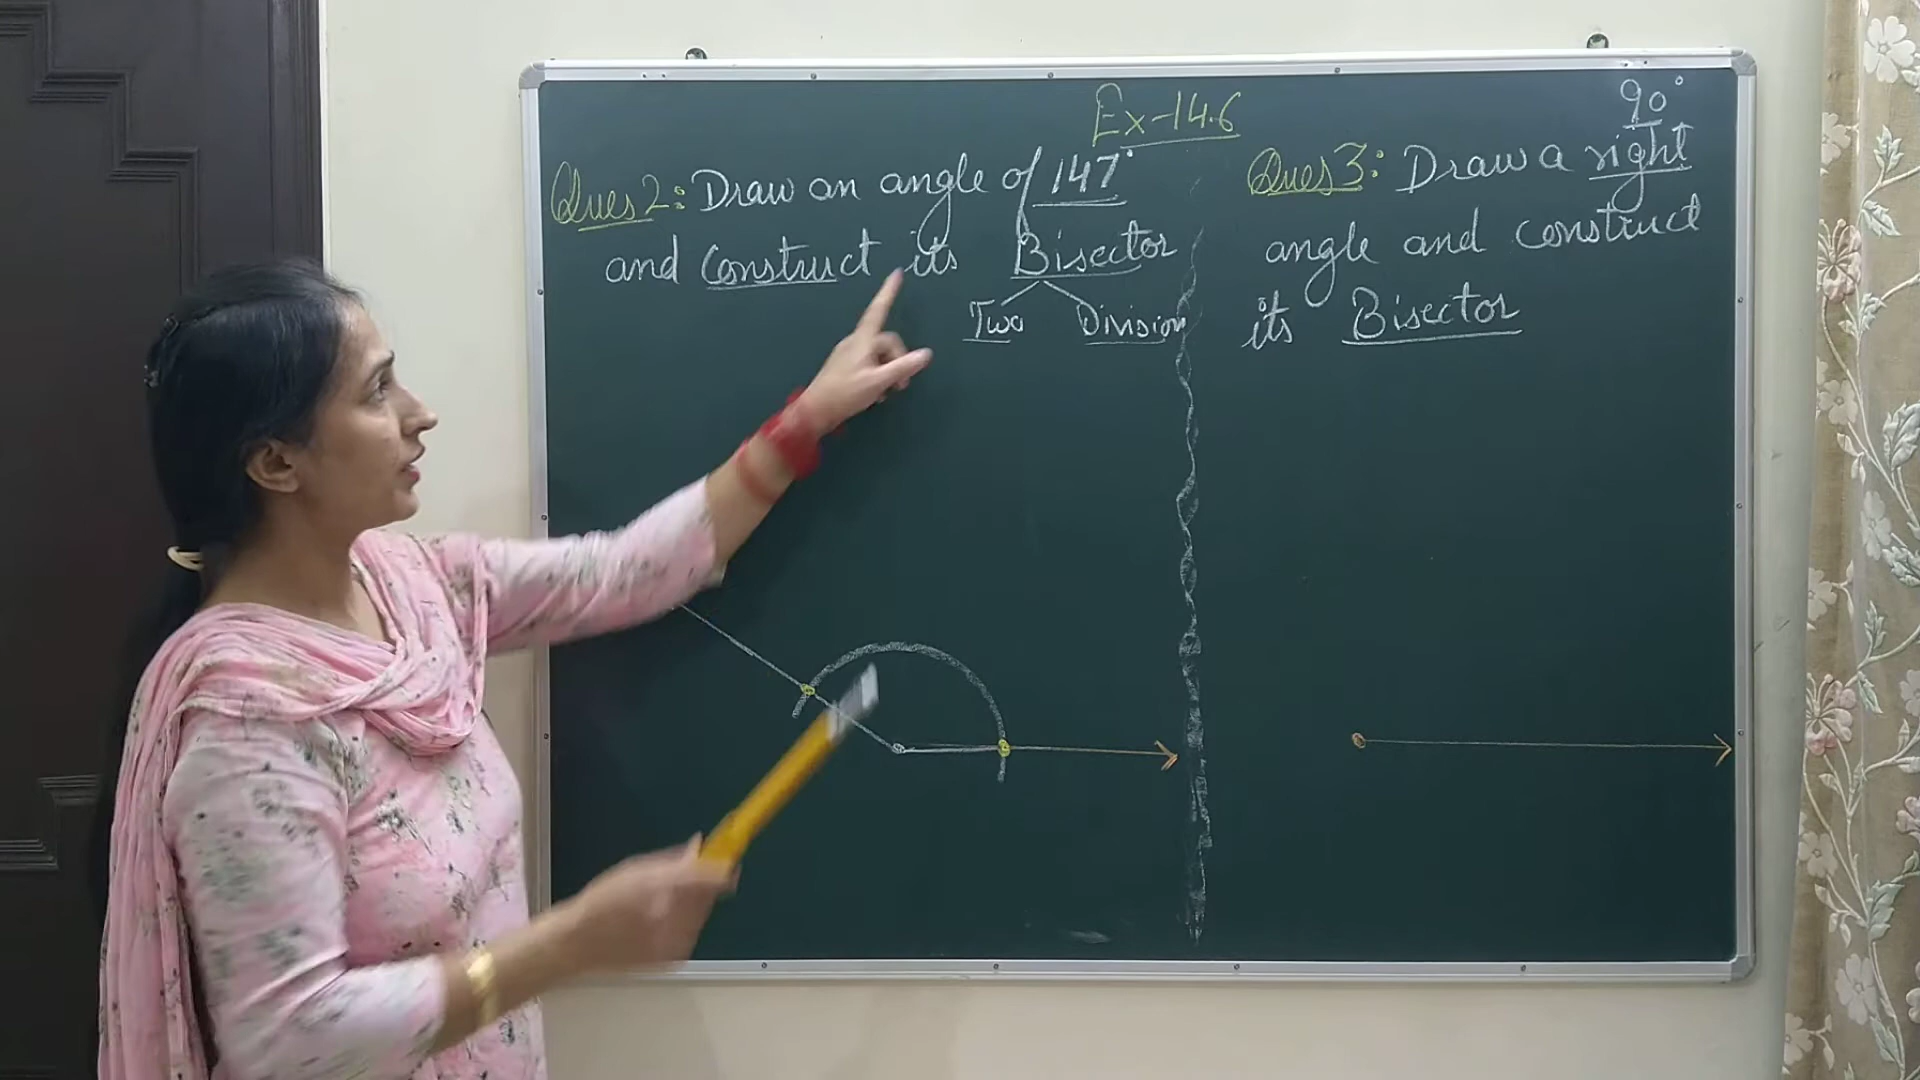 Ex-14.6
Ques 2: Draw an angle of 147°
and construct its Bisector
Two Division
90°
Ques 3: Draw a right
angle and construct
its Bisector